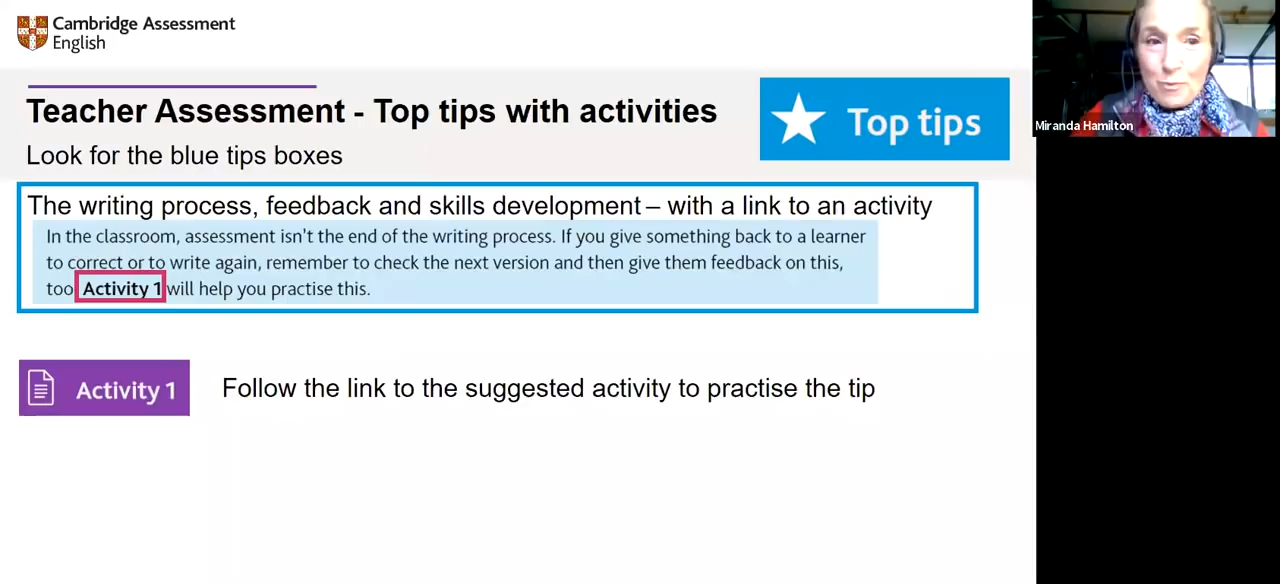 Cambridge Assessment
English
Teacher Assessment - Top tips with activities
Top tips
Look for the blue tips boxes
Miranda Hamilton
The writing process, feedback and skills development – with a link to an activity
In the classroom, assessment isn't the end of the writing process. If you give something back to a learner
to correct or to write again, remember to check the next version and then give them feedback on this,
too Activity 1 will help you practise this.
Activity 1
Follow the link to the suggested activity to practise the tip